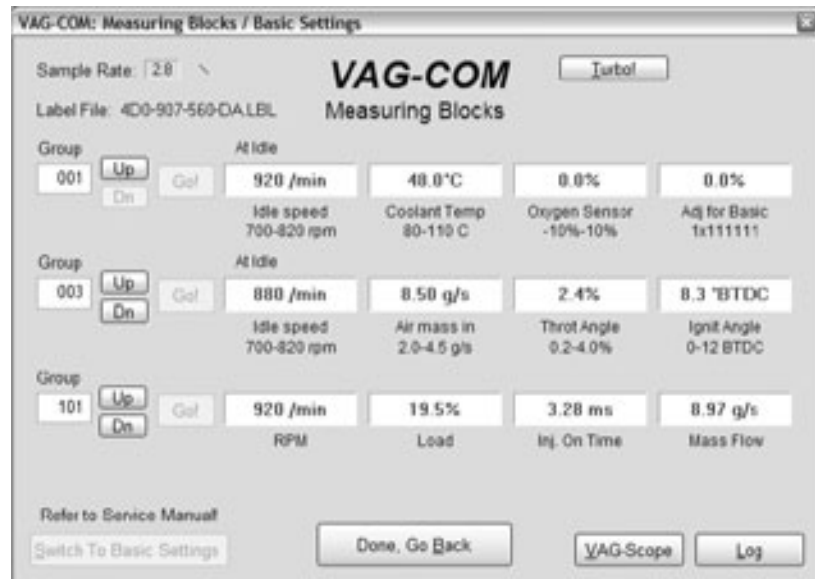 VAG-COM: Measuring Blocks / Basic Settings
Sample Rate: 2.8 \
VAG-COM
Turbo!
Label File: 4D0-907-560-DA.LBL
Measuring Blocks
Group
At Idle
001 Up Dn Go! 920 /min 48.0°C 0.0% 0.0%
Idle speed Coolant Temp Oxygen Sensor Adj for Basic
700-820 rpm 80-110 C -10%-10% 1x111111
Group
At Idle
003 Up Dn Go! 880 /min 8.50 g/s 2.4% 8.3 °BTDC
Idle speed Air mass in Throt Angle Ignit Angle
700-820 rpm 2.0-4.5 g/s 0.2-4.0% 0-12 BTDC
Group
101 Up Dn Go! 920 /min 19.5% 3.28 ms 8.97 g/s
RPM Load Inj. On Time Mass Flow
Refer to Service Manual!
Switch To Basic Settings
Done, Go Back
VAG-Scope
Log